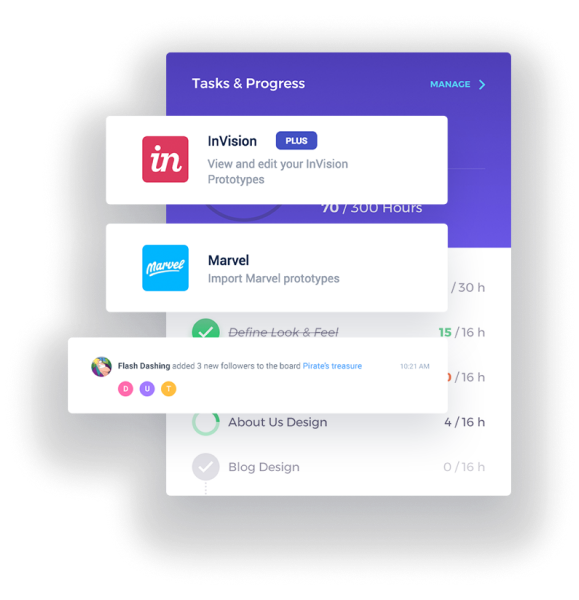 Tasks & Progress
MANAGE
in
InVision PLUS
View and edit your InVision
Prototypes
70 / 300 Hours
Marvel
Marvel
Import Marvel prototypes
/ 30 h
Define Look & Feel 15 / 16 h
Flash Dashing added 3 new followers to the board Pirate's treasure 10:21 AM
D U T
/ 16 h
About Us Design 4 / 16 h
Blog Design 0 / 16 h